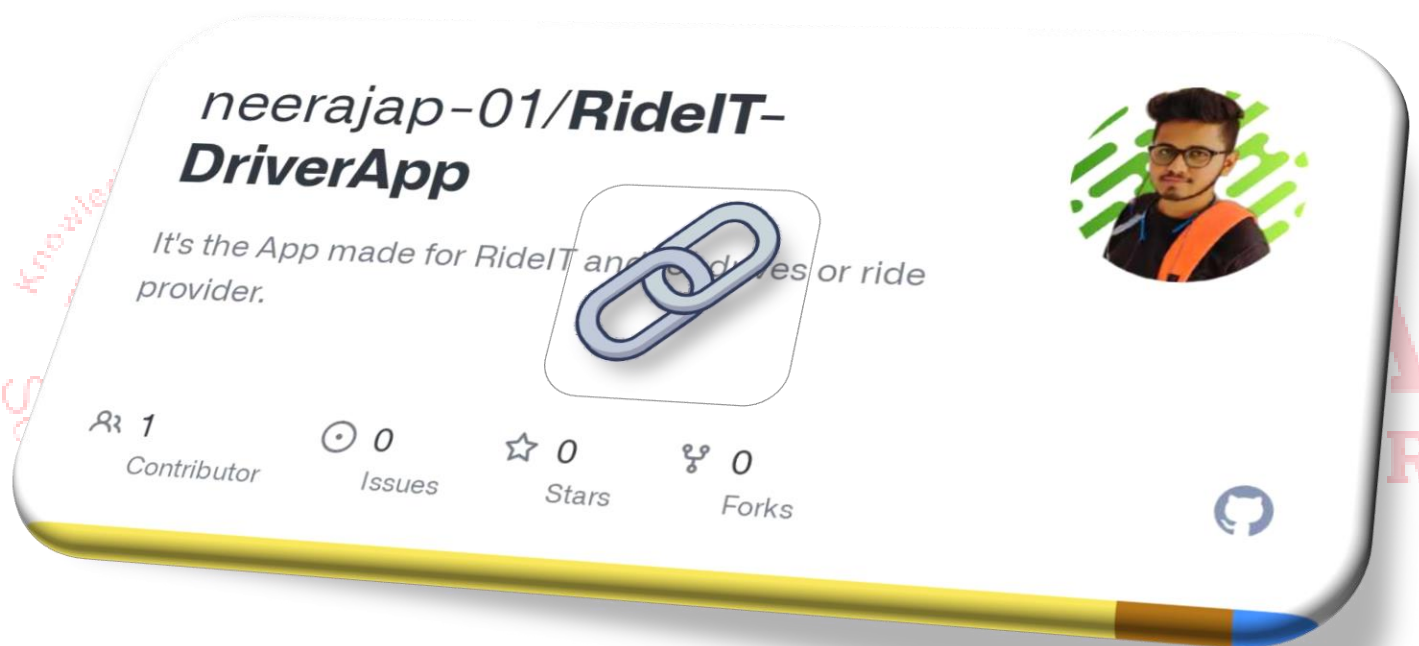 neerajap-01/RideIT-
DriverApp
It's the App made for RideIT and or ride
provider.
1
Contributor
0
Issues
0
Stars
0
Forks